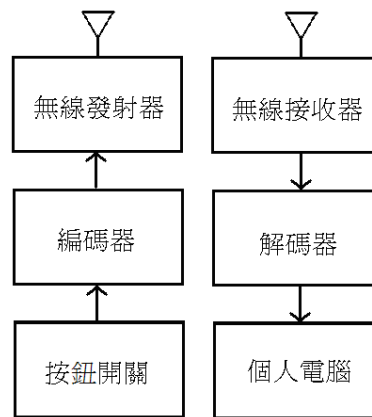 無線發射器
編碼器
按鈕開關
無線接收器
解碼器
個人電腦